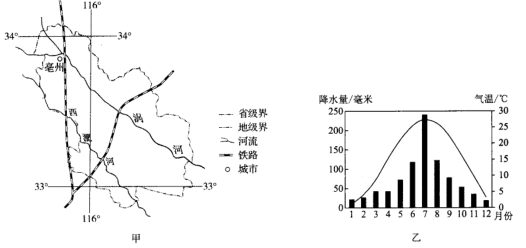 116°
34°
34°
亳州
西
淝
河
涡
河
33°
33°
116°
省级界
地级界
河流
铁路
城市
甲
降水量/毫米
气温/℃
250
200
150
100
50
0
30
25
20
15
10
5
0
1 2 3 4 5 6 7 8 9 10 11 12 月份
乙